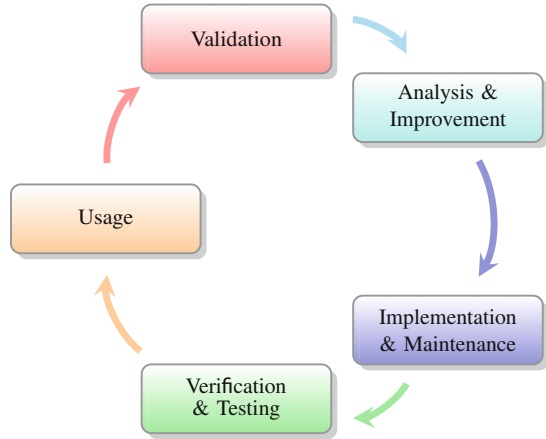 Validation
Analysis &
Improvement
Implementation
& Maintenance
Verification
& Testing
Usage